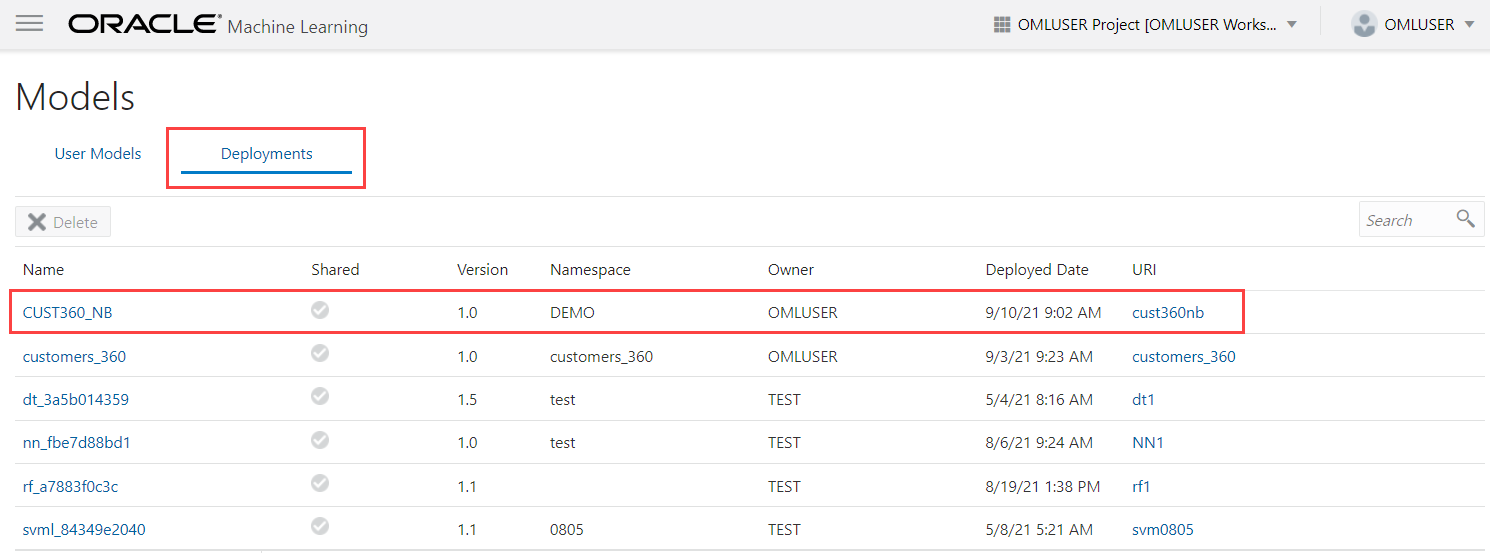 ORACLE® Machine Learning OMLUSER Project [OMLUSER Works... OMLUSER
Models
User Models Deployments
Delete Search
Name Shared Version Namespace Owner Deployed Date URI
CUST360_NB 1.0 DEMO OMLUSER 9/10/21 9:02 AM cust360nb
customers_360 1.0 customers_360 OMLUSER 9/3/21 9:23 AM customers_360
dt_3a5b014359 1.5 test TEST 5/4/21 8:16 AM dt1
nn_fbe7d88bd1 1.0 test TEST 8/6/21 9:24 AM NN1
rf_a7883f0c3c 1.1 TEST 8/19/21 1:38 PM rf1
svml_84349e2040 1.1 0805 TEST 5/8/21 5:21 AM svm0805